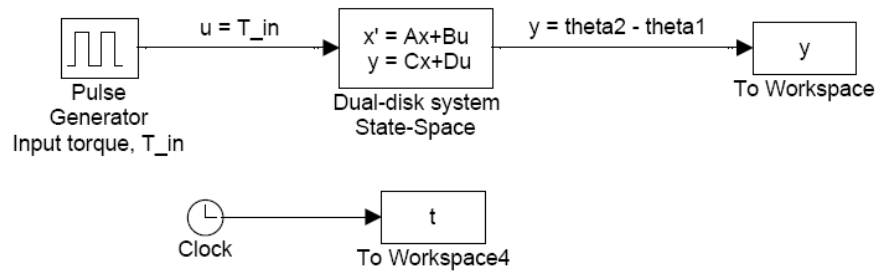 u = T_in
y = theta2 - theta1
x' = Ax+Bu
y = Cx+Du
y
Pulse
Generator
Input torque, T_in
Dual-disk system
State-Space
To Workspace
t
Clock
To Workspace4